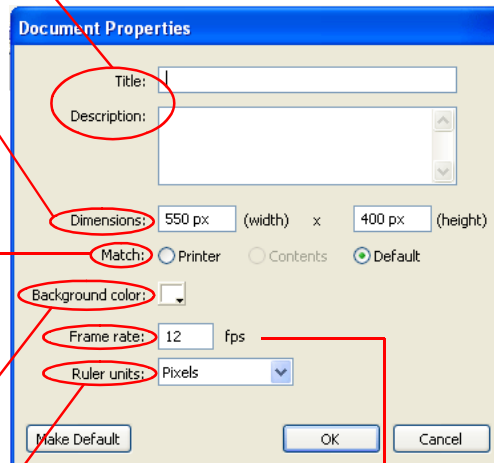 Document Properties
Title:
Description:
Dimensions: 550 px (width) x 400 px (height)
Match: Printer Contents Default
Background color:
Frame rate: 12 fps
Ruler units: Pixels
Make Default OK Cancel